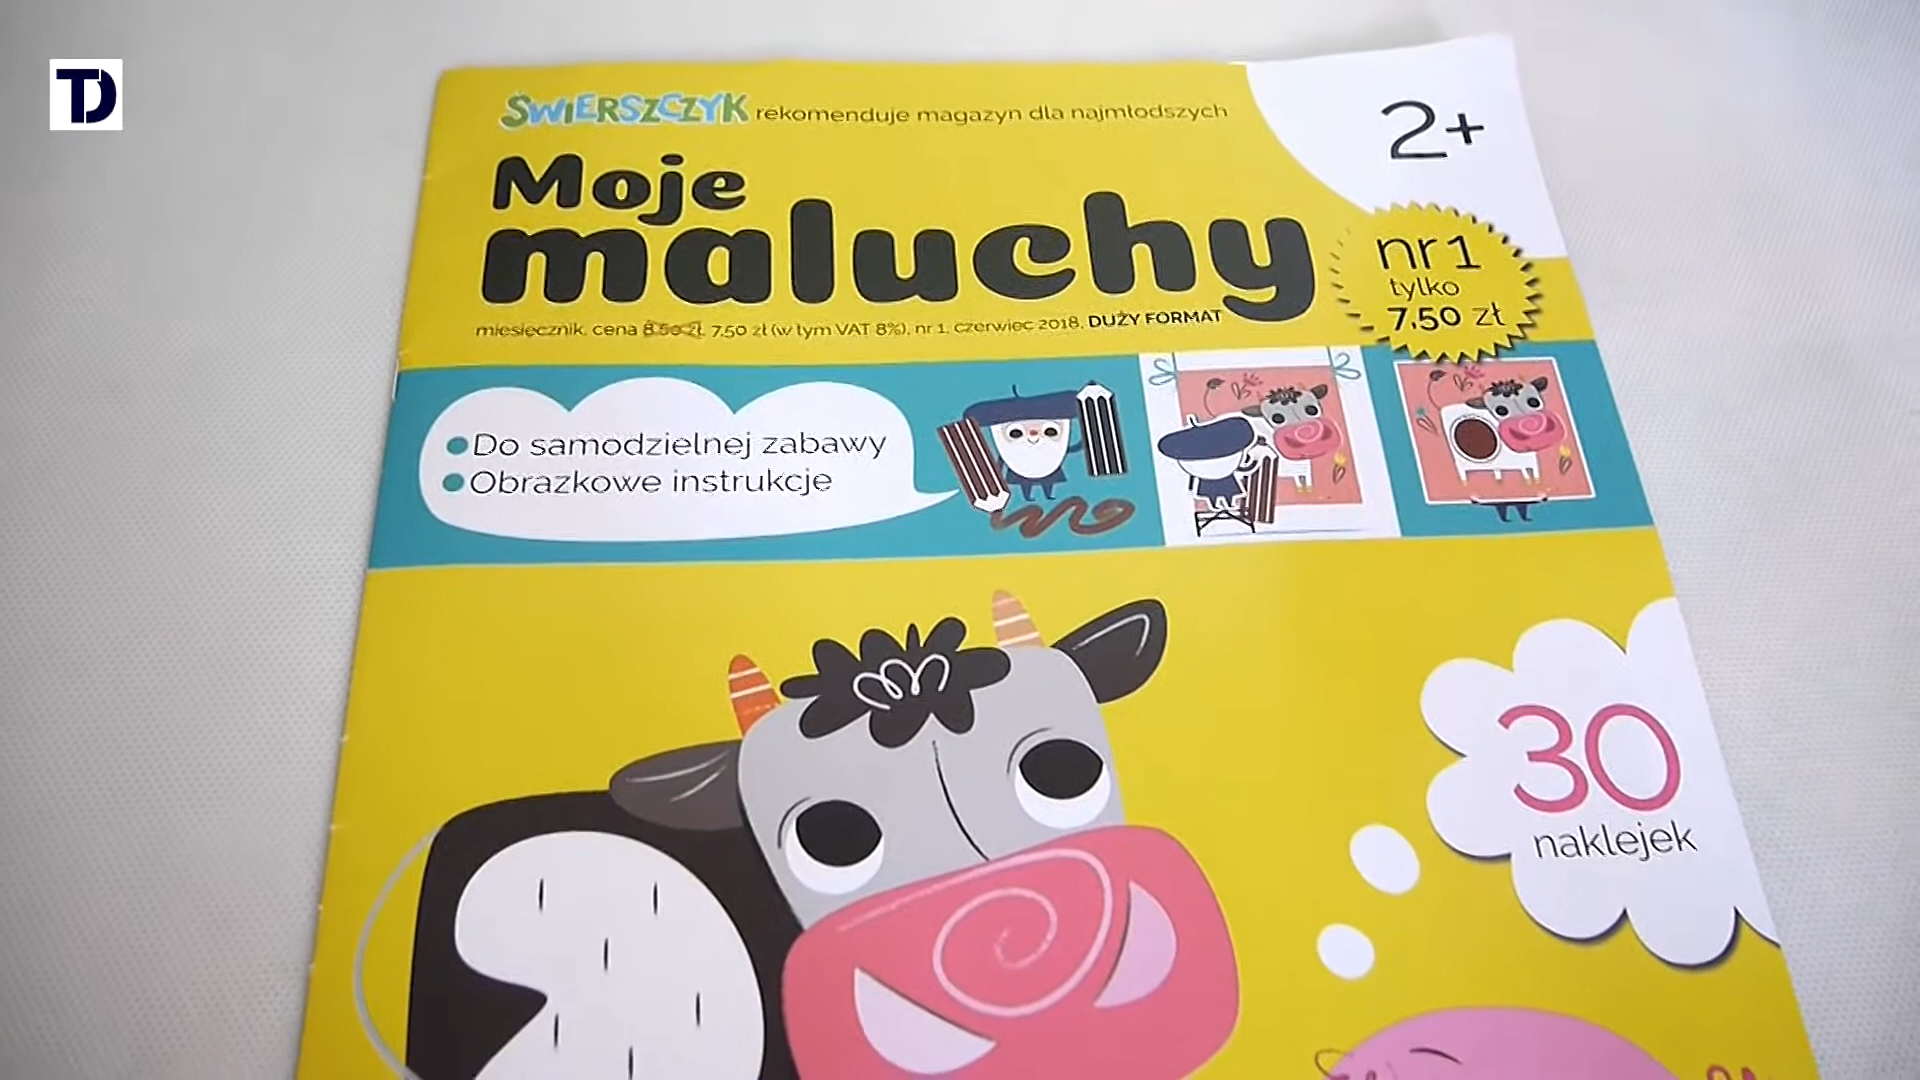 TD
ŚWIERSZCZYK rekomenduje magazyn dla najmłodszych
2+
Moje
maluchy
nr 1
tylko
7,50 zł
miesięcznik, cena 8,50 zł, 7,50 zł (w tym VAT 8%), nr 1, czerwiec 2018, DUŻY FORMAT
Do samodzielnej zabawy
Obrazkowe instrukcje
30
naklejek